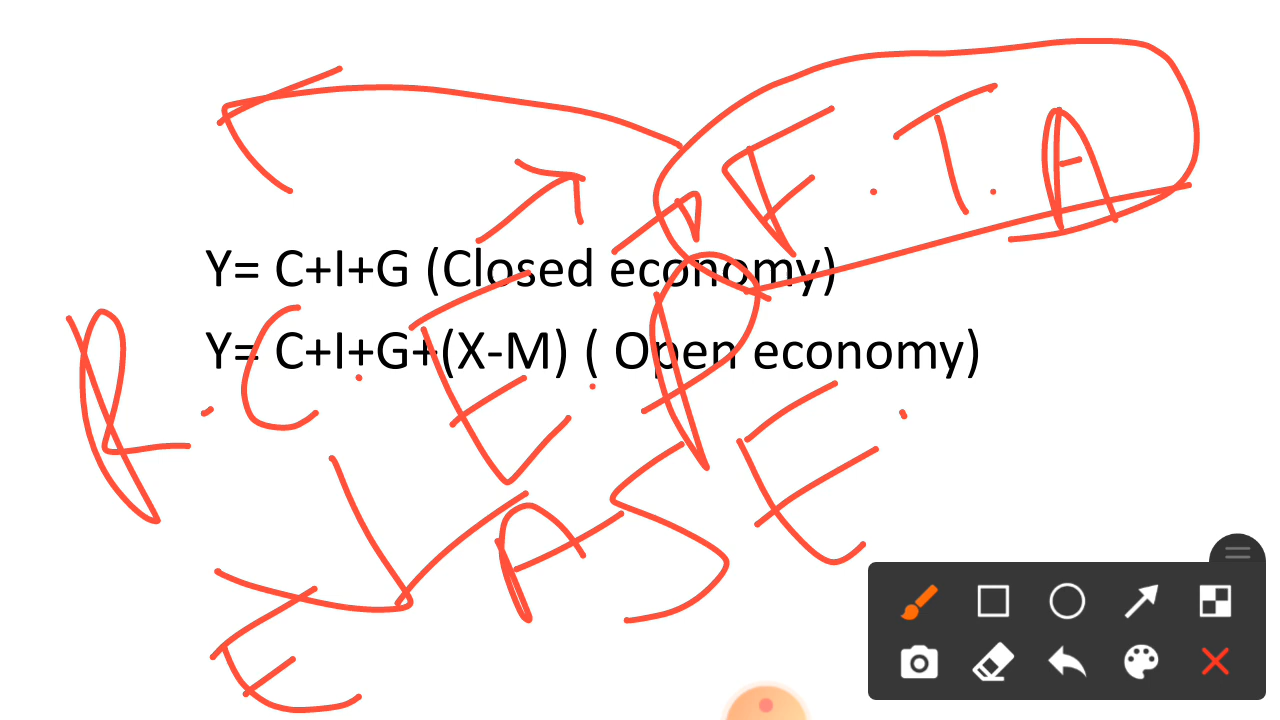 F.T.A
Y= C+I+G (Closed economy)
Y= C+I+G+(X-M) ( Open economy)
R.C.E.P
E.
E